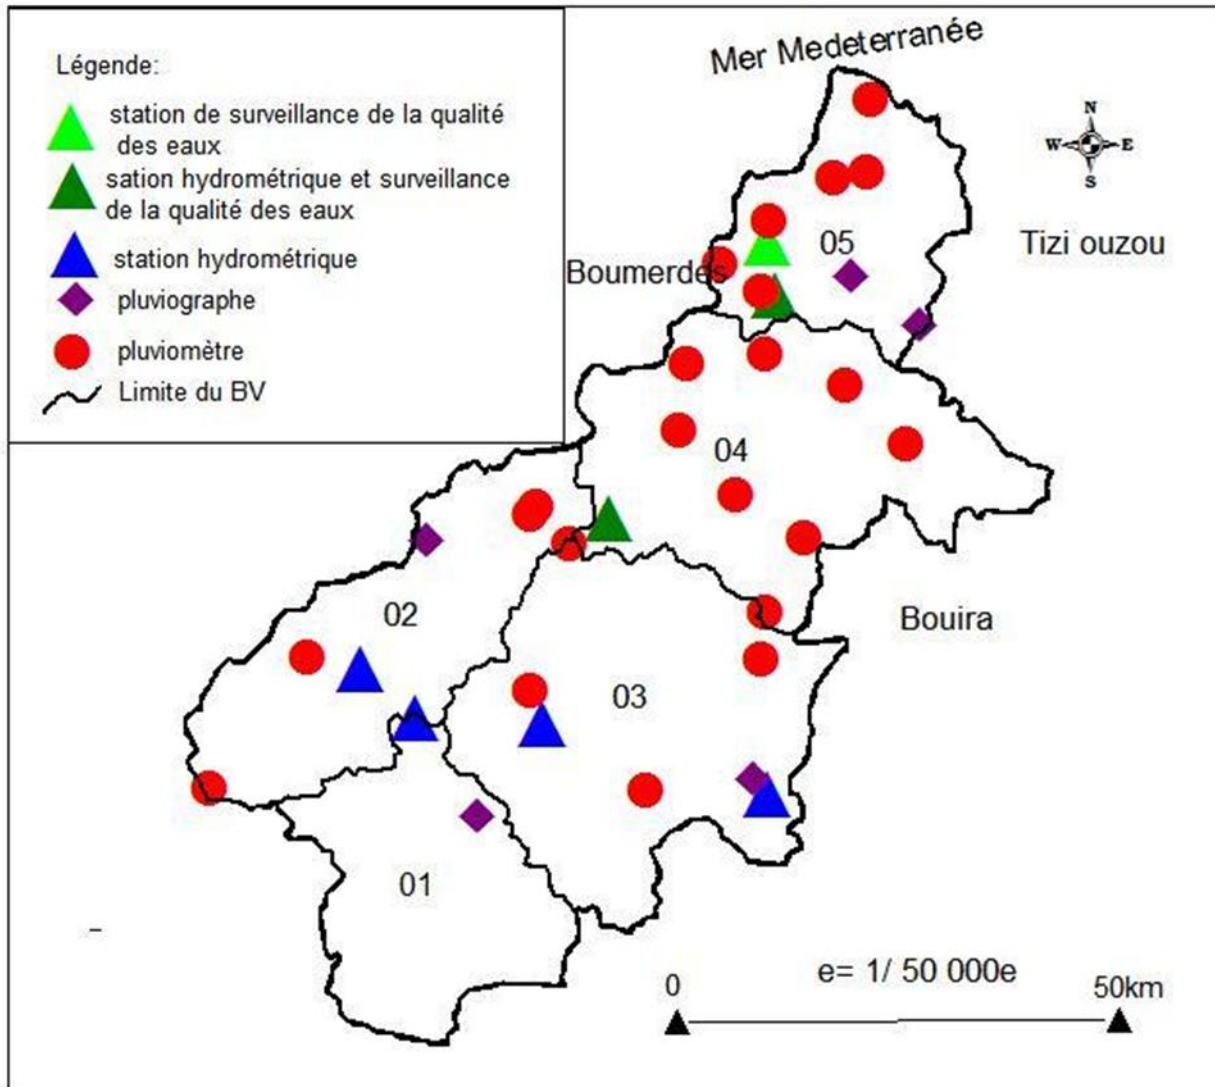 Légende:
station de surveillance de la qualité
des eaux
sation hydrométrique et surveillance
de la qualité des eaux
station hydrométrique
pluviographe
pluviomètre
Limite du BV
Mer Medeterranée
N
W E
S
05
Tizi ouzou
Boumerdes
04
02
Bouira
03
01
e= 1/ 50 000e
0
50km